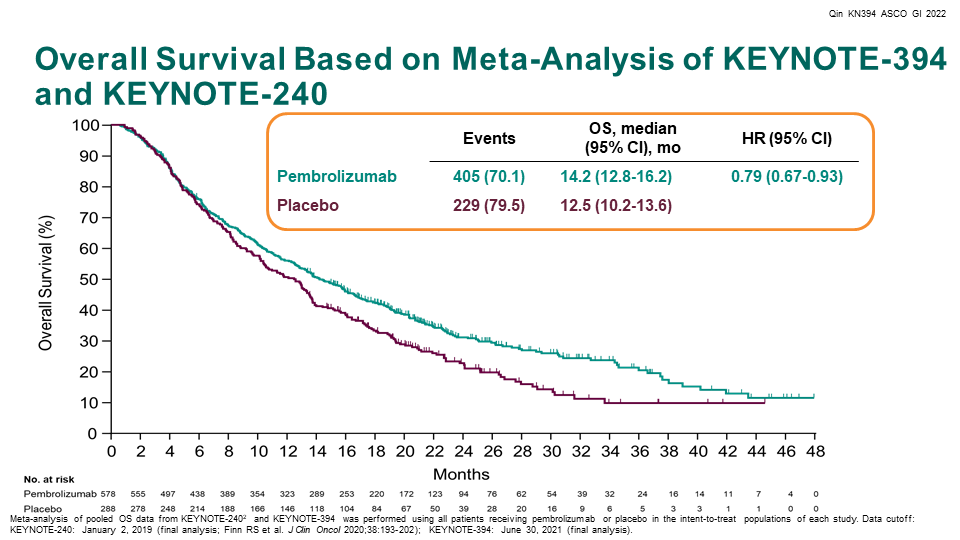 Qin KN394 ASCO GI 2022
Overall Survival Based on Meta-Analysis of KEYNOTE-394
and KEYNOTE-240
Events OS, median (95% CI), mo HR (95% CI)
Pembrolizumab 405 (70.1) 14.2 (12.8-16.2) 0.79 (0.67-0.93)
Placebo 229 (79.5) 12.5 (10.2-13.6)
Overall Survival (%)
100
90
80
70
60
50
40
30
20
10
0
0 2 4 6 8 10 12 14 16 18 20 22 24 26 28 30 32 34 36 38 40 42 44 46 48
Months
No. at risk
Pembrolizumab 578 555 497 438 389 354 323 289 253 220 172 123 94 76 62 54 39 32 24 16 14 11 7 4 0
Placebo 288 278 248 214 188 166 146 118 104 84 67 50 39 28 20 16 9 6 5 3 3 1 1 0 0
Meta-analysis of pooled OS data from KEYNOTE-240² and KEYNOTE-394 was performed using all patients receiving pembrolizumab or placebo in the intent-to-treat populations of each study. Data cutoff:
KEYNOTE-240: January 2, 2019 (final analysis; Finn RS et al. J Clin Oncol 2020;38:193-202); KEYNOTE-394: June 30, 2021 (final analysis).